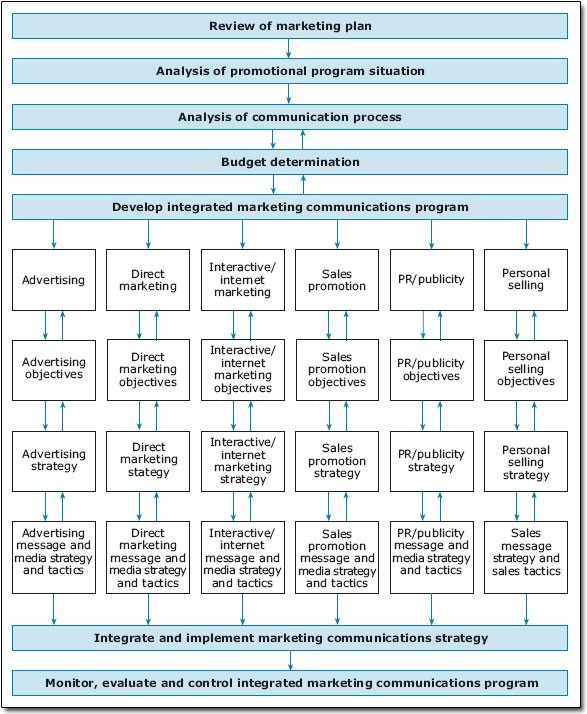 Review of marketing plan
Analysis of promotional program situation
Analysis of communication process
Budget determination
Develop integrated marketing communications program
Advertising
Direct
marketing
Interactive/
internet
marketing
Sales
promotion
PR/publicity
Personal
selling
Advertising
objectives
Direct
marketing
objectives
Interactive/
internet
marketing
objectives
Sales
promotion
objectives
PR/publicity
objectives
Personal
selling
objectives
Advertising
strategy
Direct
marketing
stategy
Interactive/
internet
marketing
strategy
Sales
promotion
strategy
PR/publicity
strategy
Personal
selling
strategy
Advertising
message and
media strategy
and tactics
Direct
marketing
message and
media strategy
and tactics
Interactive/
internet
message and
media strategy
and tactics
Sales
promotion
message and
media strategy
and tactics
PR/publicity
message and
media strategy
and tactics
Sales
message
strategy and
sales tactics
Integrate and implement marketing communications strategy
Monitor, evaluate and control integrated marketing communications program